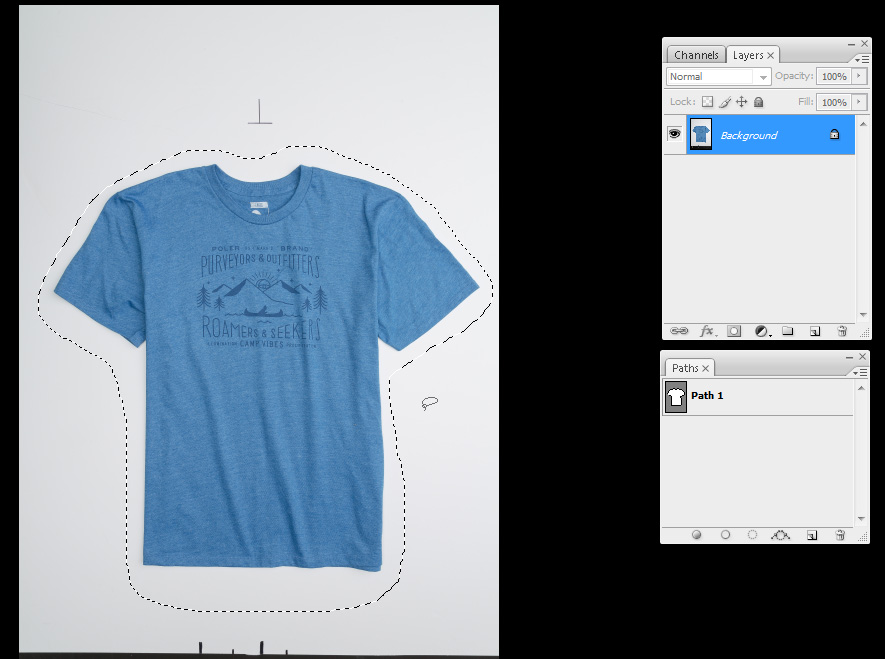 Channels Layers
Normal Opacity: 100%
Lock: Fill: 100%
Background
Paths
Path 1
POLER BRAND
PURVEYORS & OUTFITTERS
ROAMERS & SEEKERS
CAMP VIBES